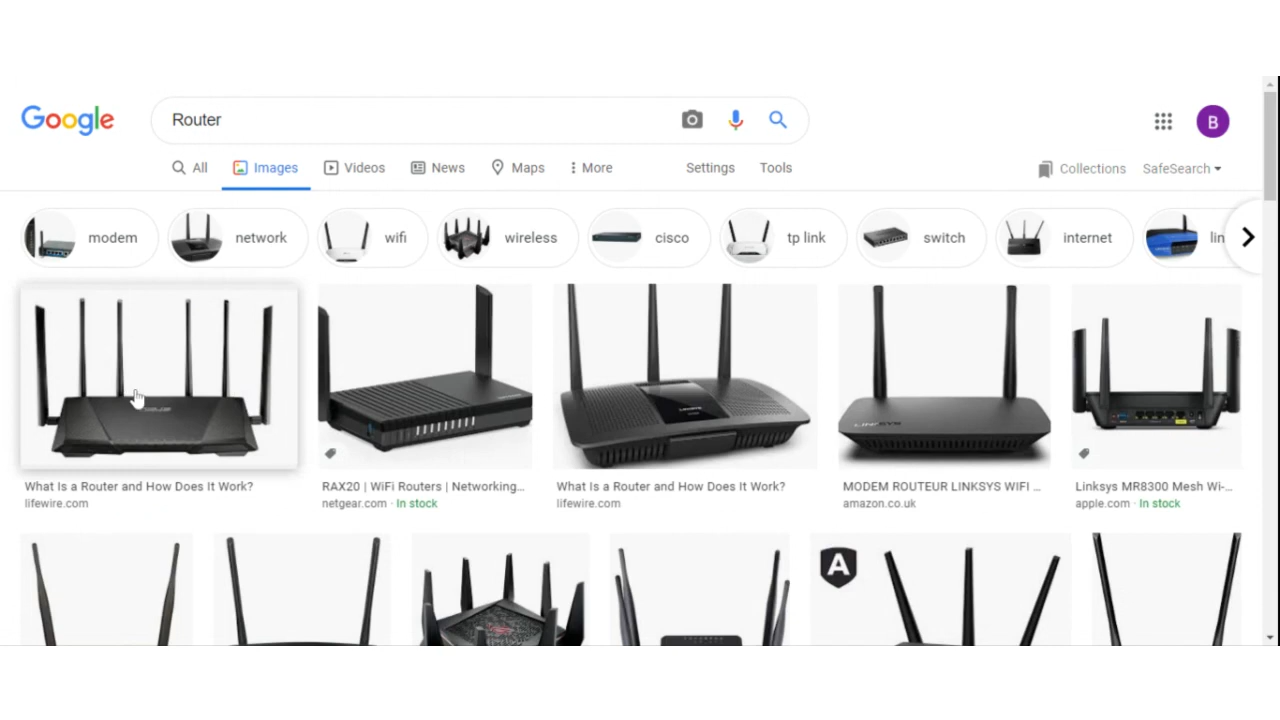 Google
Router
B
All
Images
Videos
News
Maps
More
Settings
Tools
Collections
SafeSearch
modem
network
wifi
wireless
cisco
tp link
switch
internet
lin
What Is a Router and How Does It Work?
lifewire.com
RAX20 | WiFi Routers | Networking...
netgear.com · In stock
What Is a Router and How Does It Work?
lifewire.com
MODEM ROUTEUR LINKSYS WIFI ...
amazon.co.uk
Linksys MR8300 Mesh Wi-...
apple.com · In stock
A